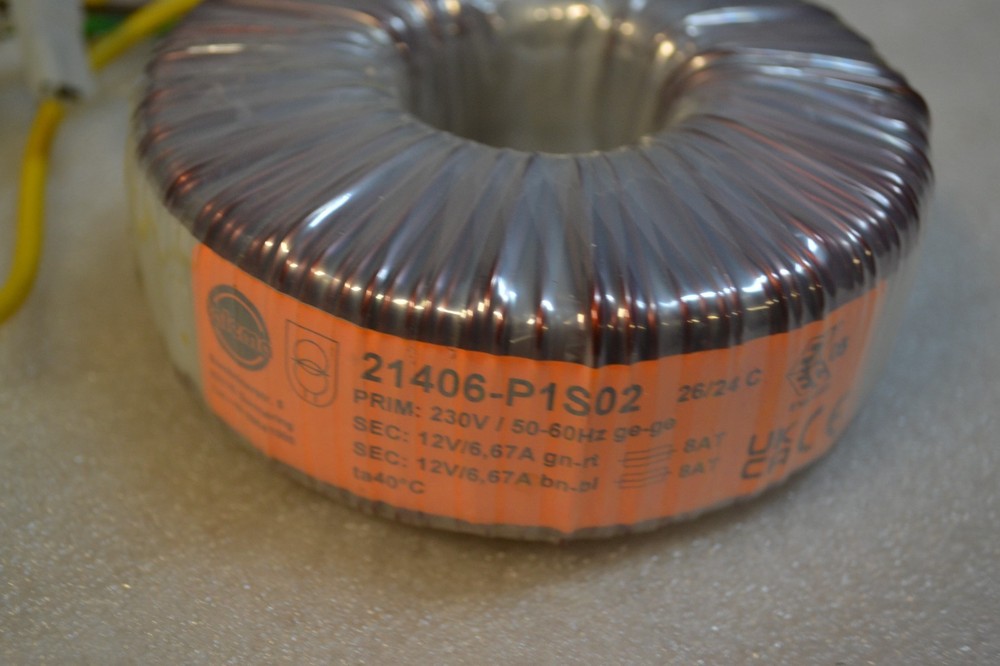 21406-P1S02 26/24 C
PRIM: 230V / 50-60Hz ge-ge
SEC: 12V/6,67A gn-rt 8AT
SEC: 12V/6,67A bn-bl 8AT
ta40°C
UK
CA
CE